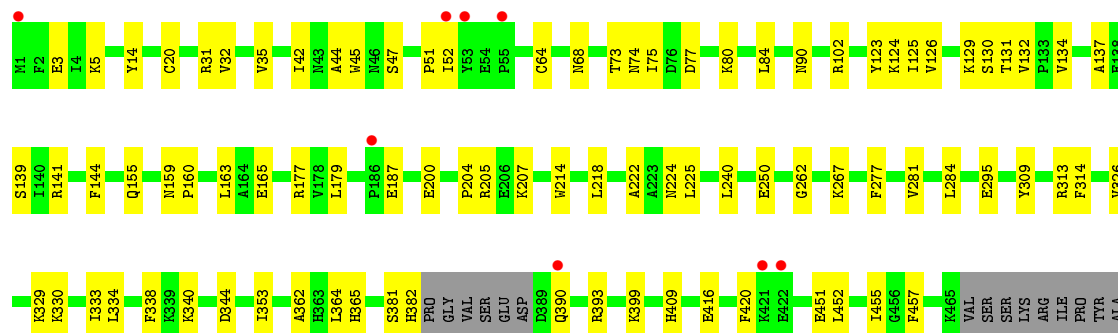 M1 F2 E3 I4 K5 Y14 C20 R31 V32 V35 I42 N43 A44 W45 N46 S47 P51 I52 Y53 E54 P55 C64 N68 T73 N74 I75 D76 D77 K80 L84 N90 R102 Y123 K124 I125 V126 K129 S130 T131 V132 P133 V134 A137 E138
S139 I140 R141 F144 Q155 N159 P160 L163 A164 E165 R177 V178 L179 P186 E187 E200 P204 R205 E206 K207 W214 L218 A222 A223 N224 L225 L240 E250 G262 K267 F277 V281 L284 E295 Y309 R313 F314 V326
K329 K330 I333 L334 F338 K339 K340 D344 I353 A362 H363 L364 H365 S381 H382 PRO GLY VAL SER GLU ASP D389 Q390 R393 K399 H409 E416 F420 K421 E422 E451 L452 I455 G456 F457 K465 VAL SER SER LYS ARG ILE PRO TYR ALA